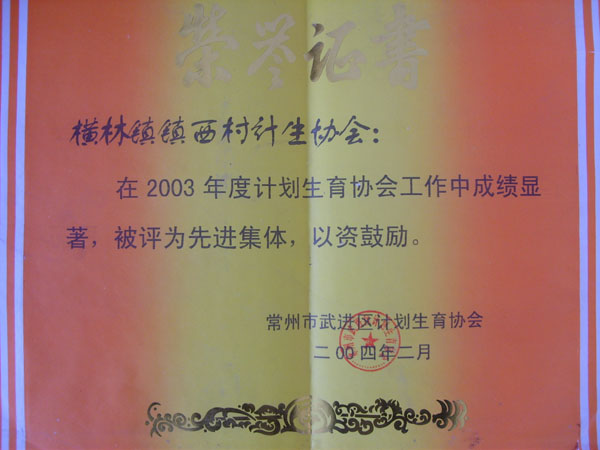 荣誉证书
横林镇镇西村计生协会：
在 2003 年度计划生育协会工作中成绩显
著，被评为先进集体，以资鼓励。
常州市武进区计划生育协会
二00四年二月